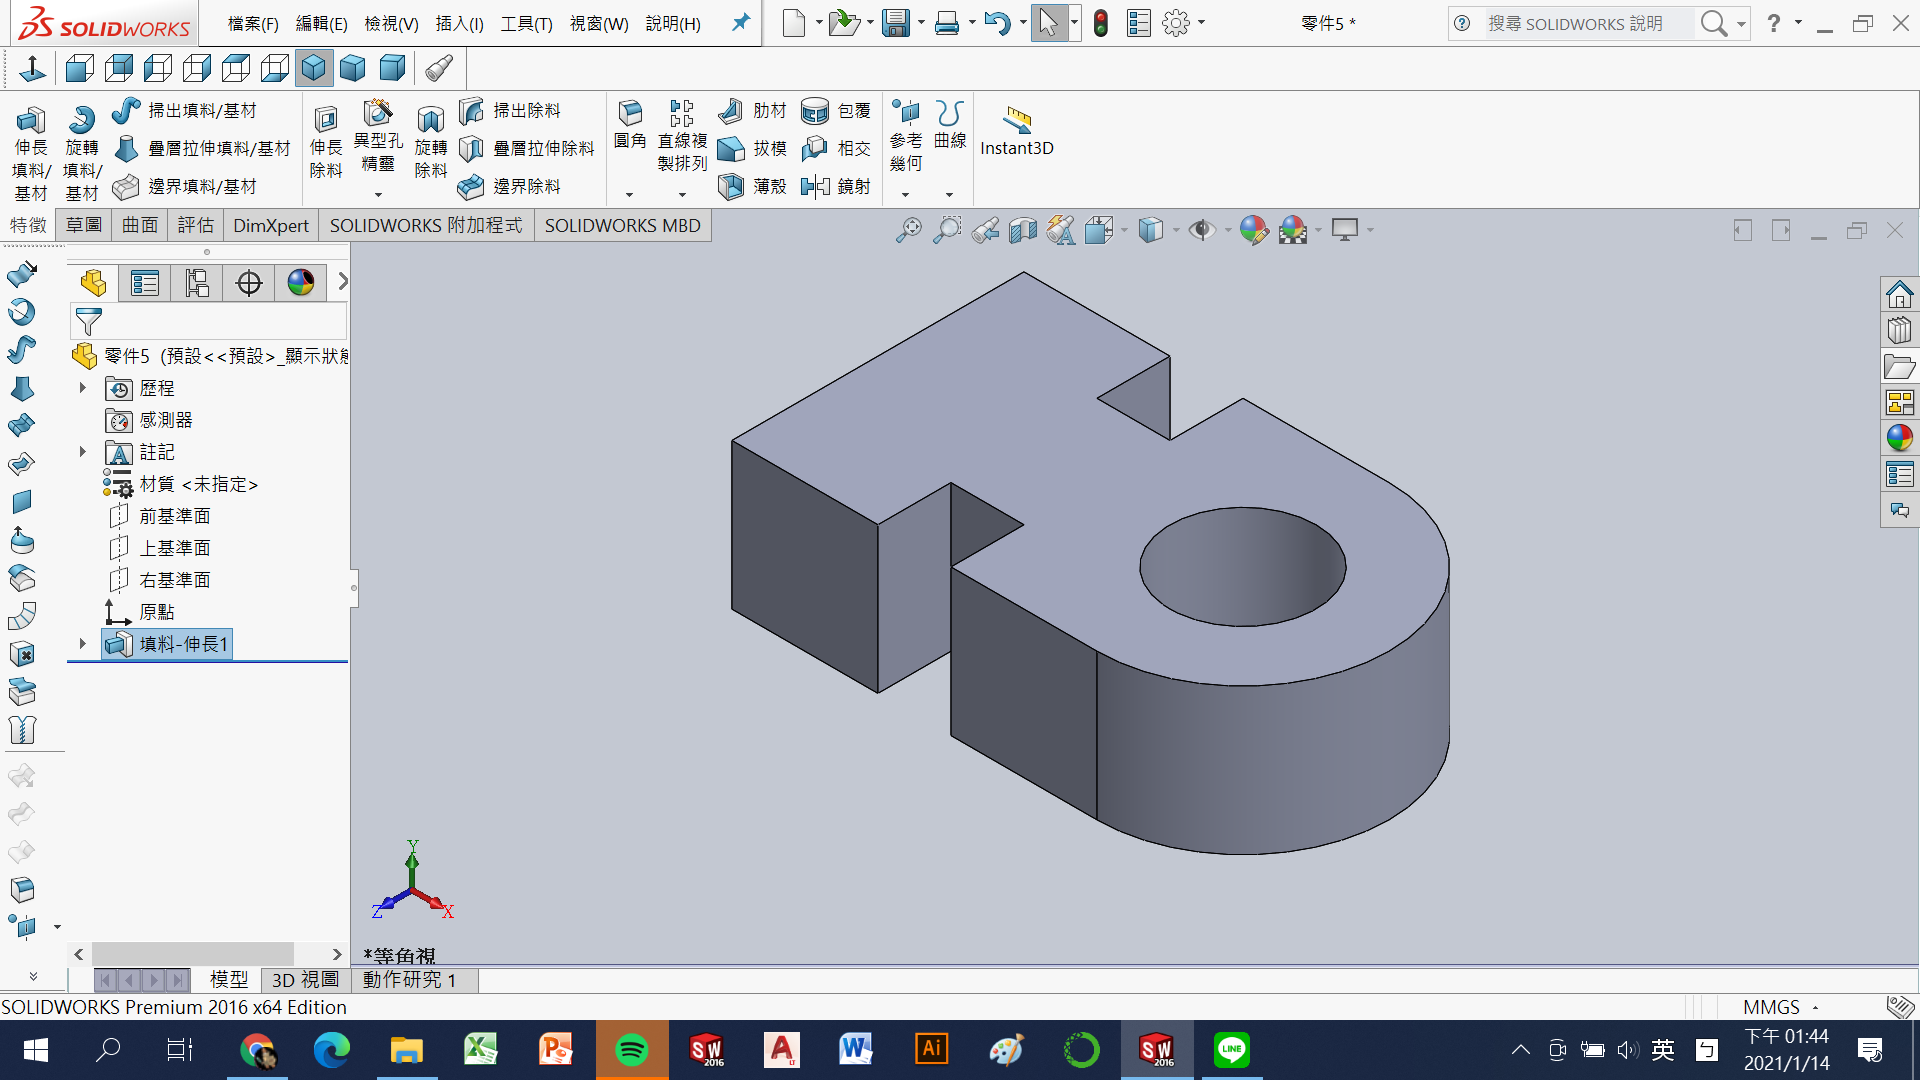 SOLIDWORKS 檔案(F) 編輯(E) 檢視(V) 插入(I) 工具(T) 視窗(W) 說明(H) 零件5 * 搜尋 SOLIDWORKS 說明 ?
伸長填料/基材 旋轉填料/基材 掃出填料/基材 疊層拉伸填料/基材 邊界填料/基材
伸長除料 異型孔精靈 旋轉除料 掃出除料 疊層拉伸除料 邊界除料
圓角 直線複製排列 肋材 拔模 薄殼 包覆 相交 鏡射
參考幾何 曲線 Instant3D
特徵 草圖 曲面 評估 DimXpert SOLIDWORKS 附加程式 SOLIDWORKS MBD
零件5 (預設<<預設>_顯示狀態
歷程
感測器
註記
材質 <未指定>
前基準面
上基準面
右基準面
原點
填料-伸長1
Y
Z X
*等角視
模型 3D 視圖 動作研究 1
SOLIDWORKS Premium 2016 x64 Edition MMGS
SW 2016 Ai SW 2016 LINE 英 ㄅ 下午 01:44
2021/1/14